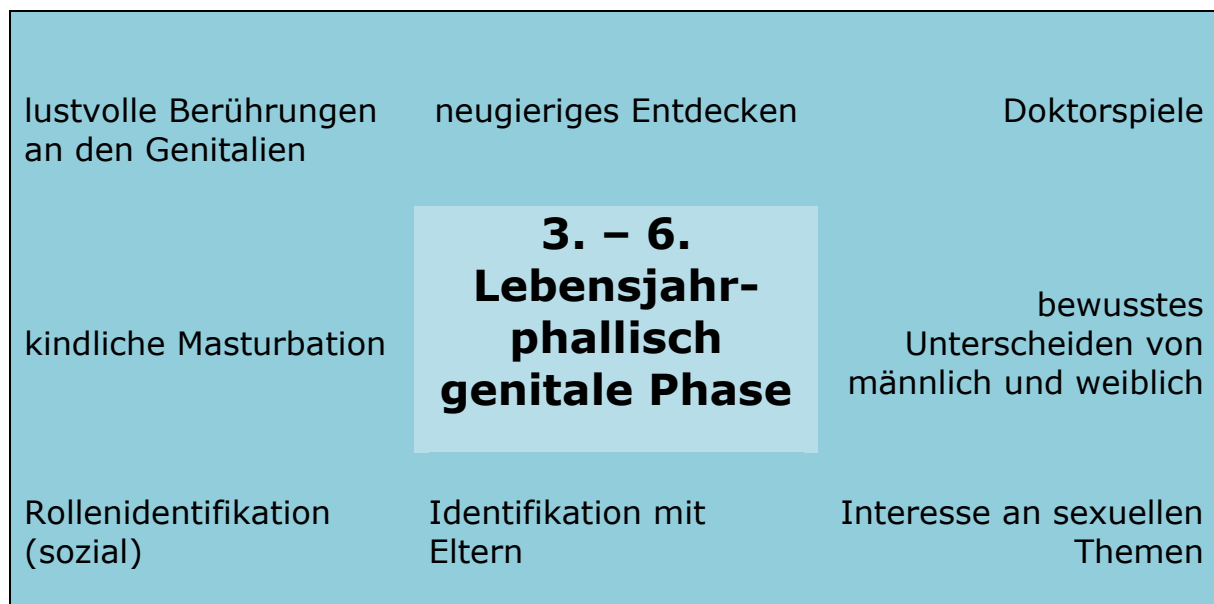 lustvolle Berührungen
an den Genitalien
neugieriges Entdecken
Doktorspiele
kindliche Masturbation
3. – 6.
Lebensjahr-
phallisch
genitale Phase
bewusstes
Unterscheiden von
männlich und weiblich
Rollenidentifikation
(sozial)
Identifikation mit
Eltern
Interesse an sexuellen
Themen